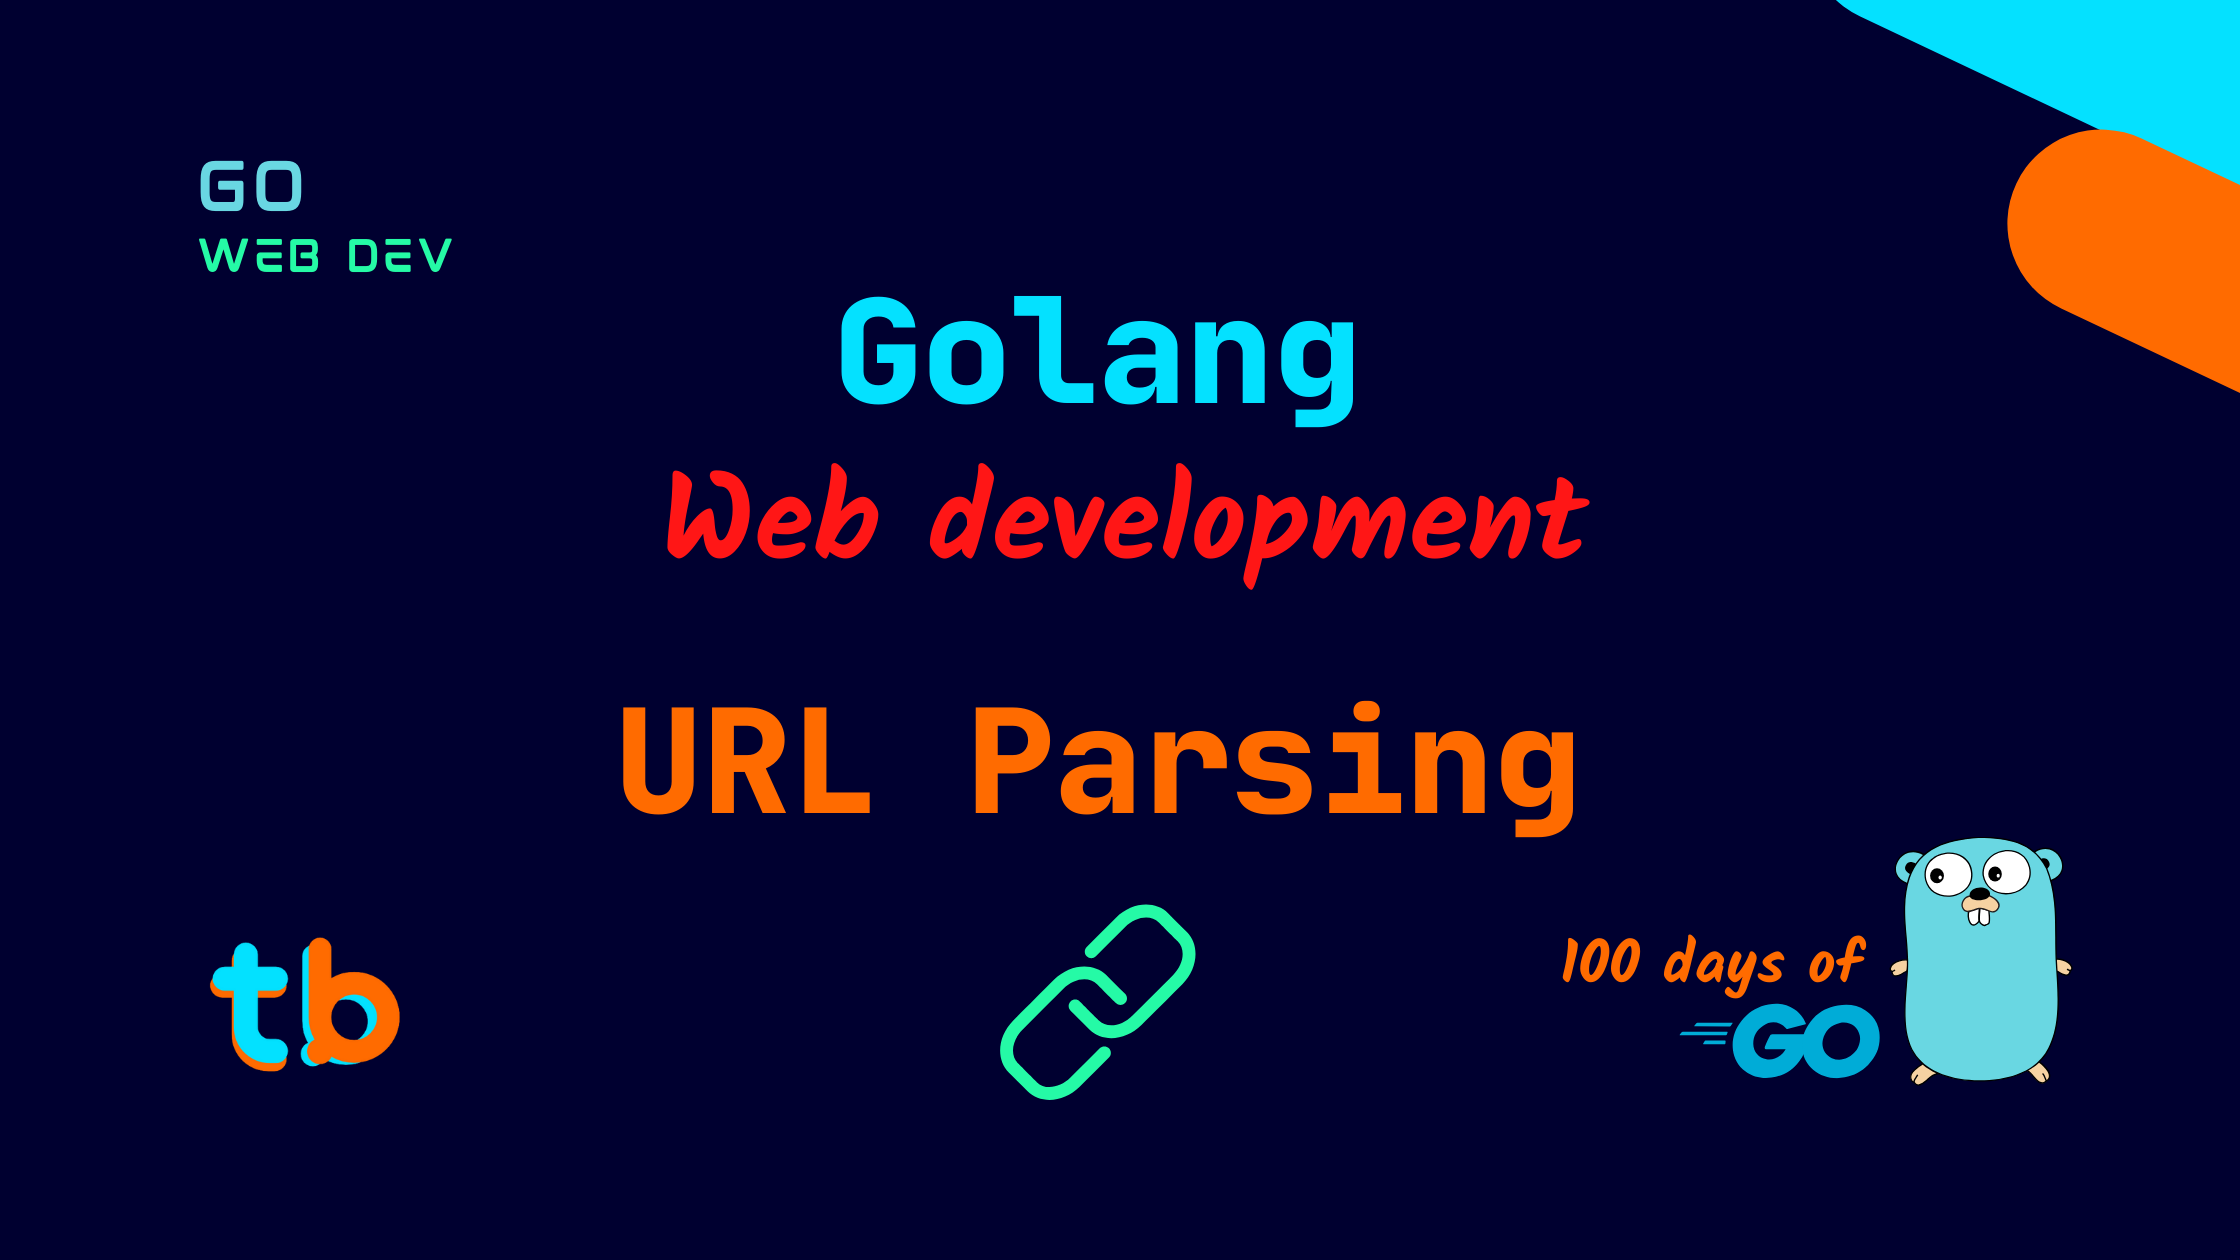 GO
WEB DEV
Golang
Web development
URL Parsing
tb
100 days of
GO